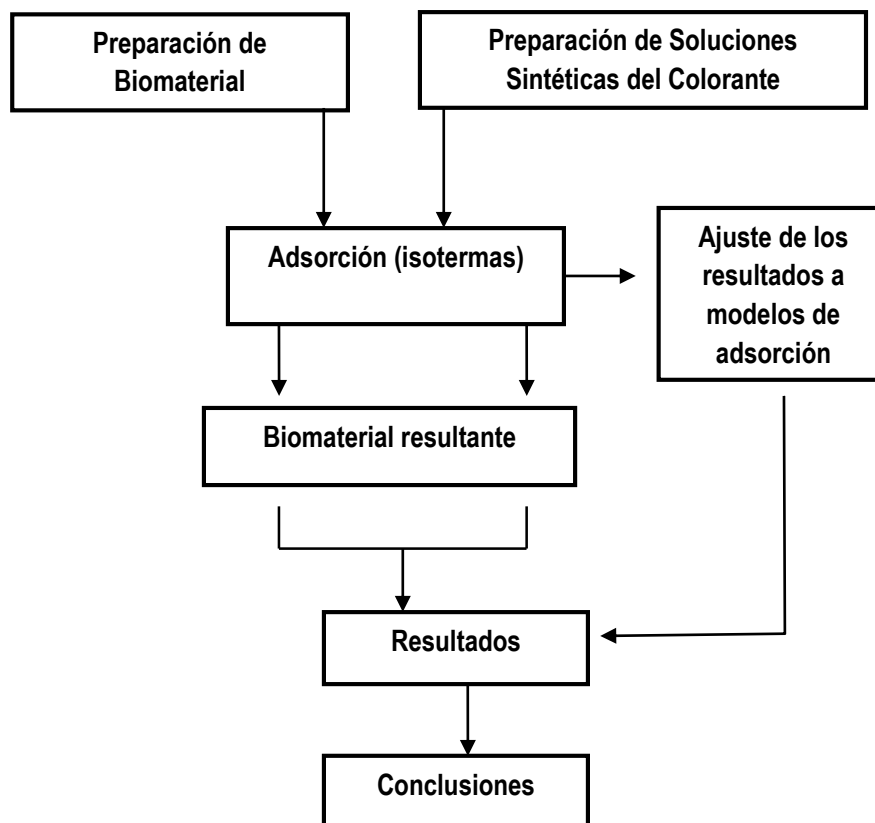 Preparación de
Biomaterial
Preparación de Soluciones
Sintéticas del Colorante
Adsorción (isotermas)
Ajuste de los
resultados a
modelos de
adsorción
Biomaterial resultante
Resultados
Conclusiones